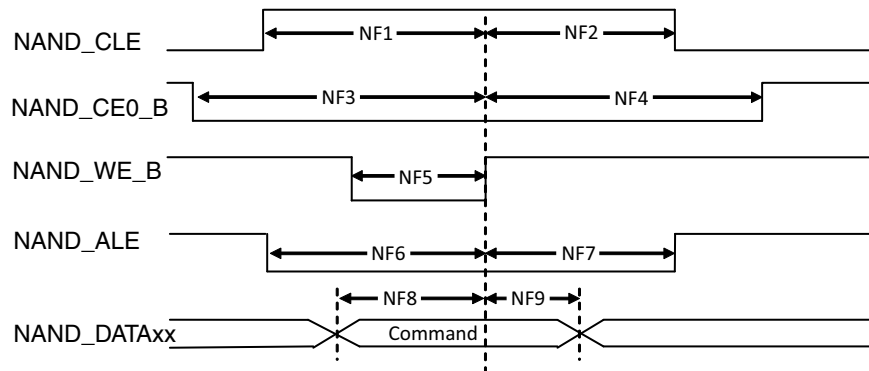 NAND_CLE NF1 NF2
NAND_CE0_B NF3 NF4
NAND_WE_B NF5
NAND_ALE NF6 NF7
NF8 NF9
NAND_DATAxx Command